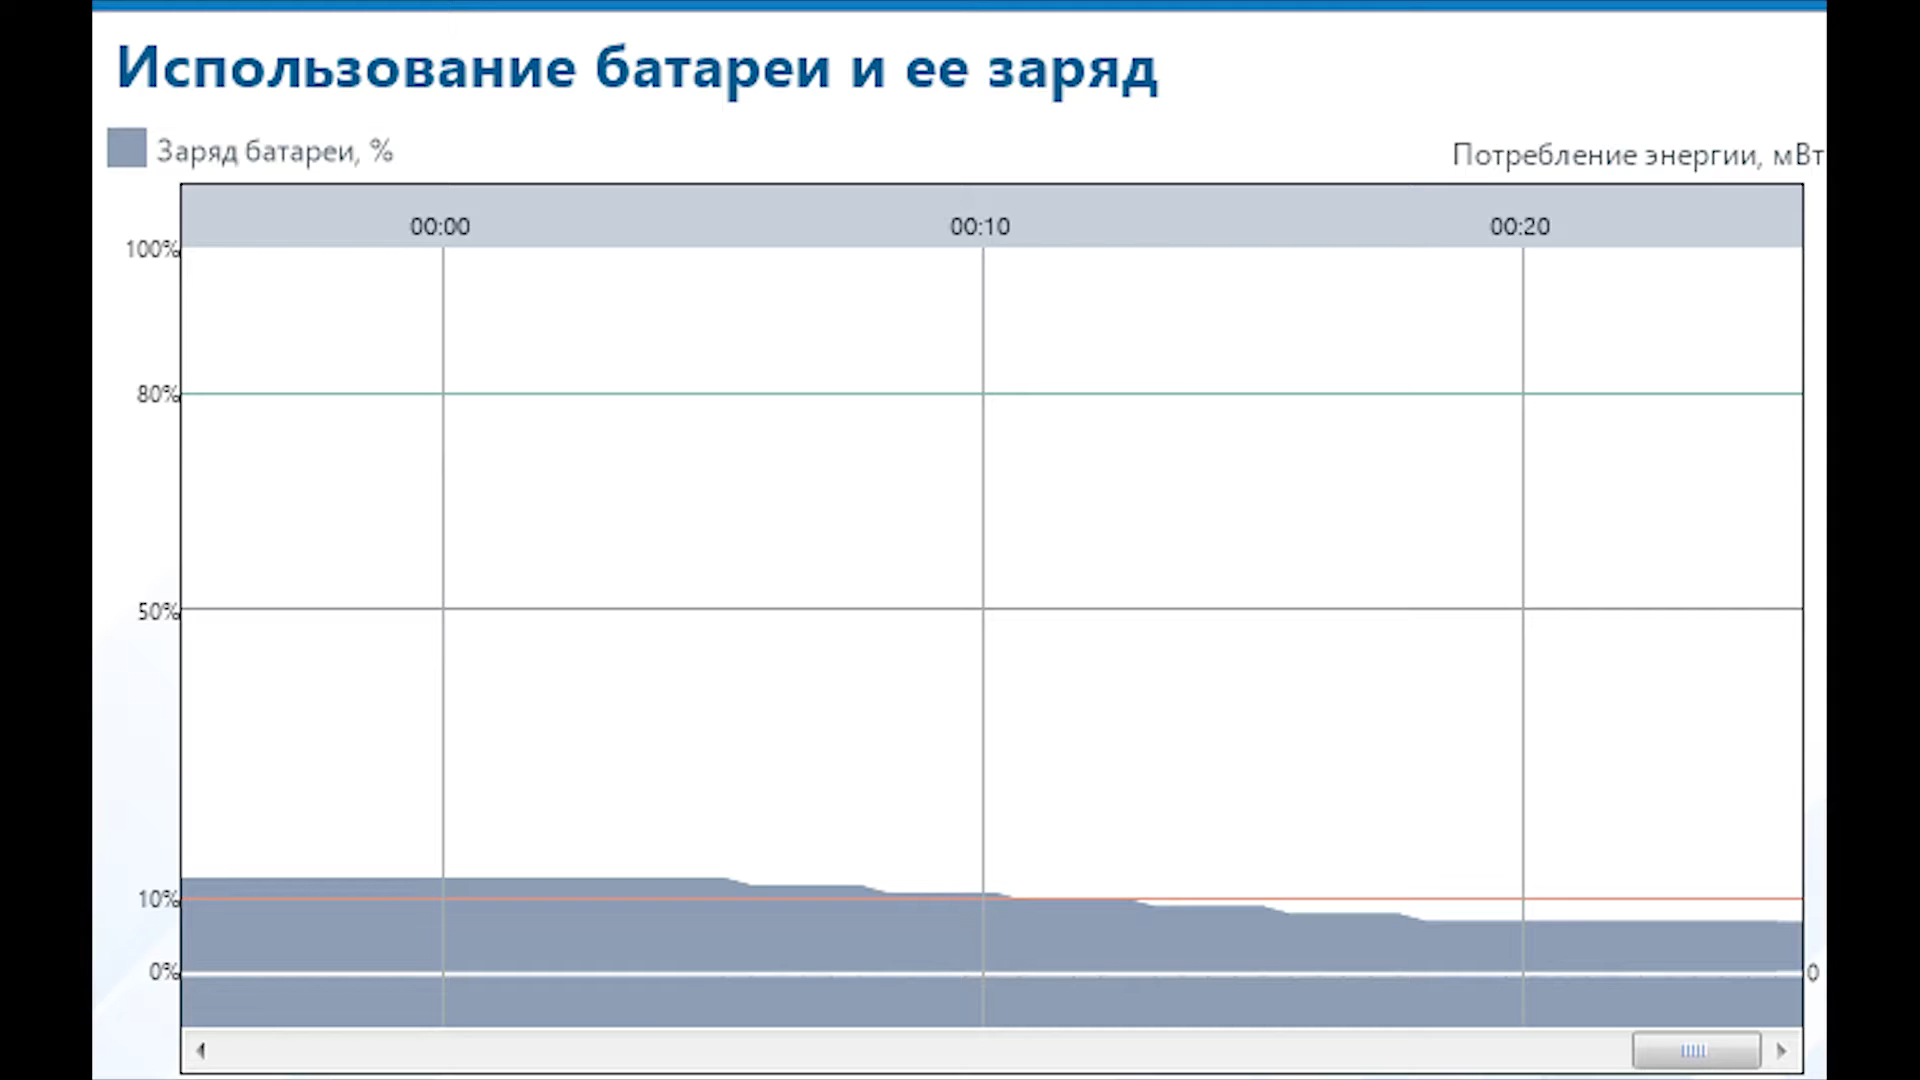 Использование батареи и ее заряд
Заряд батареи, %
Потребление энергии, мВт
00:00 00:10 00:20
100%
80%
50%
10%
0% 0